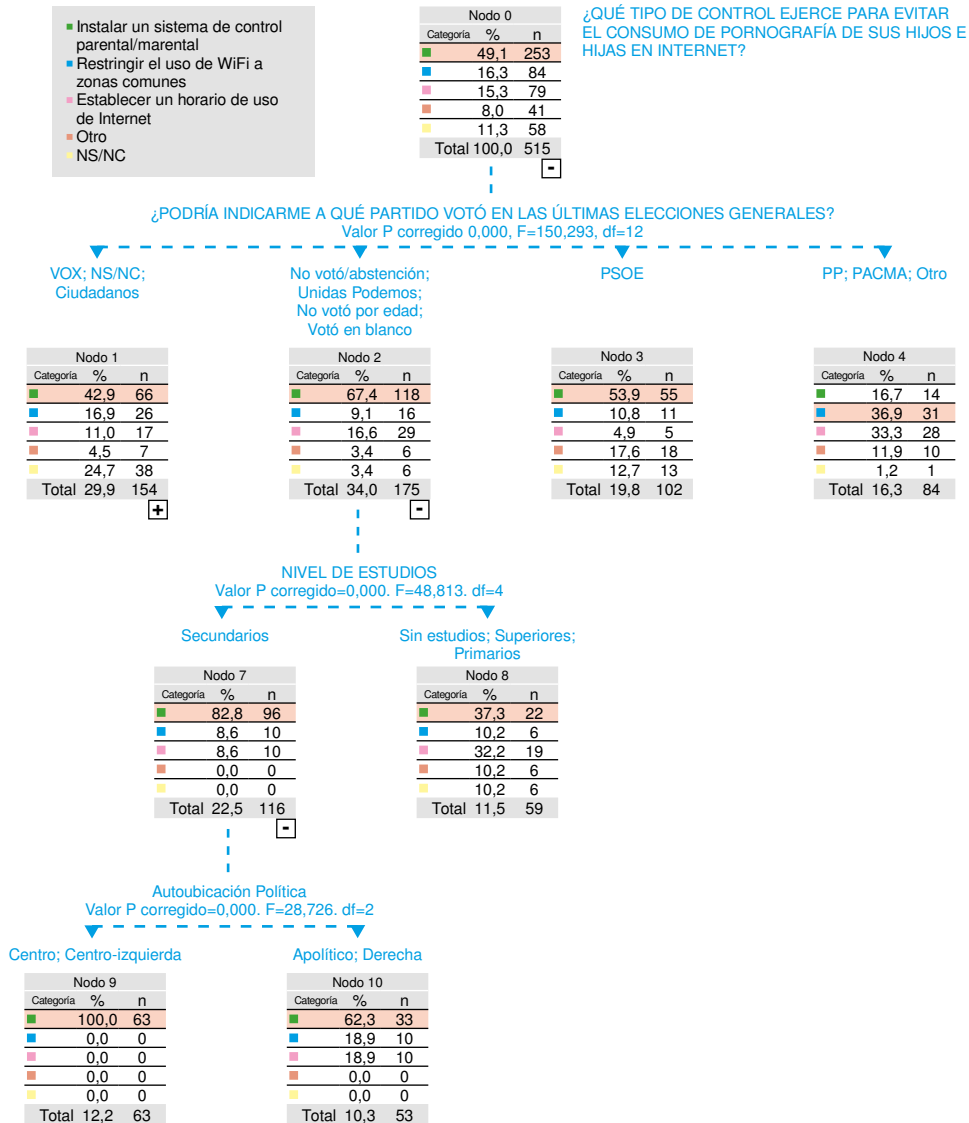 Instalar un sistema de control
parental/marental
Restringir el uso de WiFi a
zonas comunes
Establecer un horario de uso
de Internet
Otro
NS/NC
Nodo 0
Categoría % n
49,1 253
16,3 84
15,3 79
8,0 41
11,3 58
Total 100,0 515
-
¿QUÉ TIPO DE CONTROL EJERCE PARA EVITAR
EL CONSUMO DE PORNOGRAFÍA DE SUS HIJOS E
HIJAS EN INTERNET?
¿PODRÍA INDICARME A QUÉ PARTIDO VOTÓ EN LAS ÚLTIMAS ELECCIONES GENERALES?
Valor P corregido 0,000, F=150,293, df=12
VOX; NS/NC;
Ciudadanos
No votó/abstención;
Unidas Podemos;
No votó por edad;
Votó en blanco
PSOE
PP; PACMA; Otro
Nodo 1
Categoría % n
42,9 66
16,9 26
11,0 17
4,5 7
24,7 38
Total 29,9 154
+
Nodo 2
Categoría % n
67,4 118
9,1 16
16,6 29
3,4 6
3,4 6
Total 34,0 175
-
Nodo 3
Categoría % n
53,9 55
10,8 11
4,9 5
17,6 18
12,7 13
Total 19,8 102
Nodo 4
Categoría % n
16,7 14
36,9 31
33,3 28
11,9 10
1,2 1
Total 16,3 84
NIVEL DE ESTUDIOS
Valor P corregido=0,000. F=48,813. df=4
Secundarios
Sin estudios; Superiores;
Primarios
Nodo 7
Categoría % n
82,8 96
8,6 10
8,6 10
0,0 0
0,0 0
Total 22,5 116
-
Nodo 8
Categoría % n
37,3 22
10,2 6
32,2 19
10,2 6
10,2 6
Total 11,5 59
Autoubicación Política
Valor P corregido=0,000. F=28,726. df=2
Centro; Centro-izquierda
Apolítico; Derecha
Nodo 9
Categoría % n
100,0 63
0,0 0
0,0 0
0,0 0
0,0 0
Total 12,2 63
Nodo 10
Categoría % n
62,3 33
18,9 10
18,9 10
0,0 0
0,0 0
Total 10,3 53